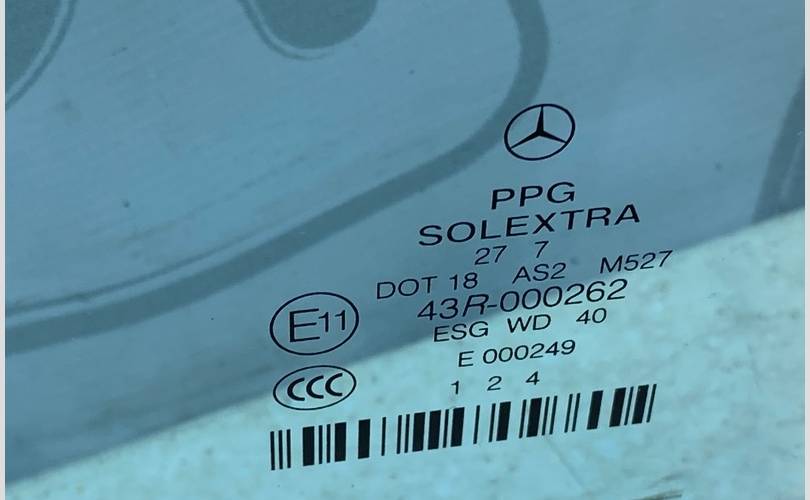 PPG
SOLEXTRA
27 7
DOT 18 AS2 M527
43R-000262
E11
ESG WD 40
E 000249
CCC
1 2 4